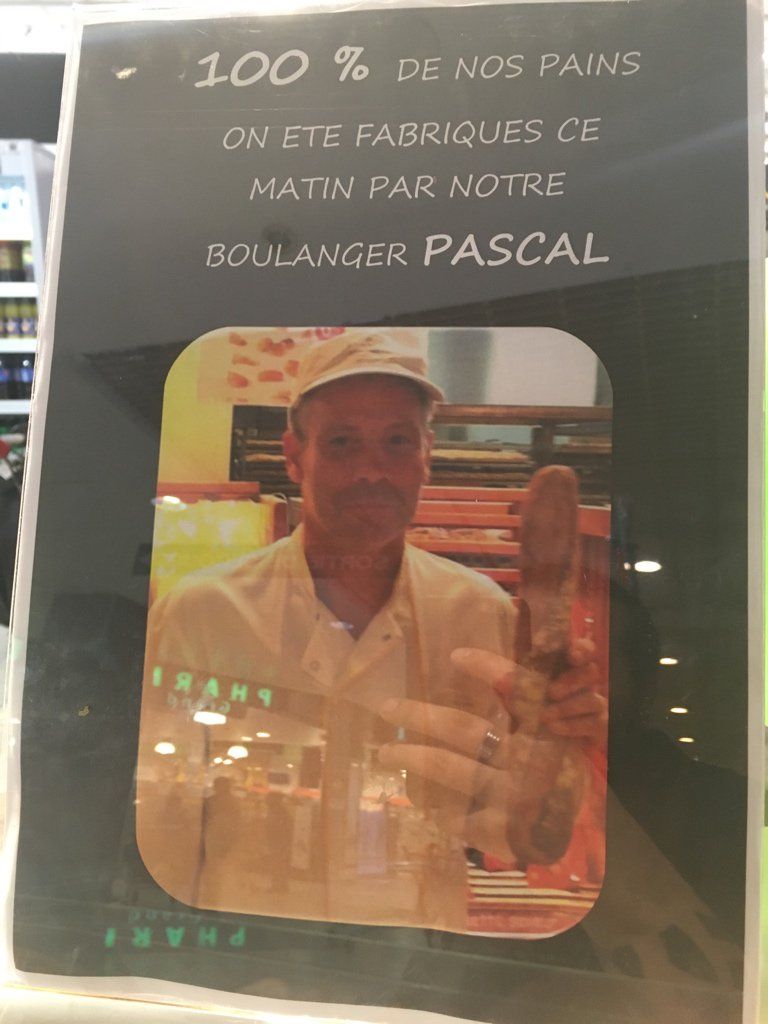 100 % DE NOS PAINS
ON ETE FABRIQUES CE
MATIN PAR NOTRE
BOULANGER PASCAL